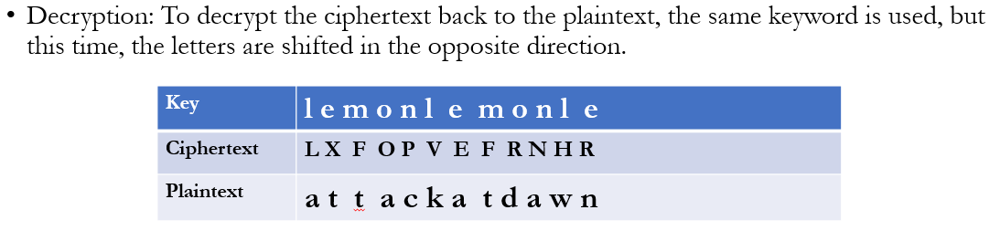 • Decryption: To decrypt the ciphertext back to the plaintext, the same keyword is used, but
this time, the letters are shifted in the opposite direction.
Key l e m o n l e m o n l e
Ciphertext L X F O P V E F R N H R
Plaintext a t t a c k a t d a w n